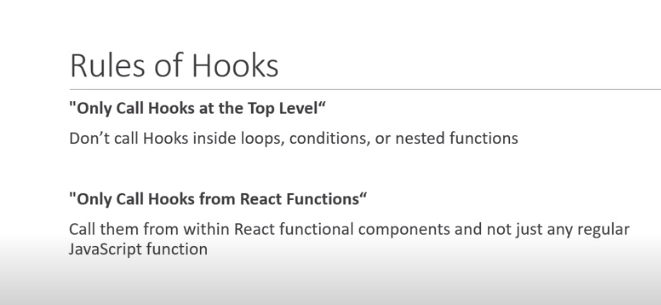 Rules of Hooks
"Only Call Hooks at the Top Level“
Don’t call Hooks inside loops, conditions, or nested functions
"Only Call Hooks from React Functions“
Call them from within React functional components and not just any regular
JavaScript function